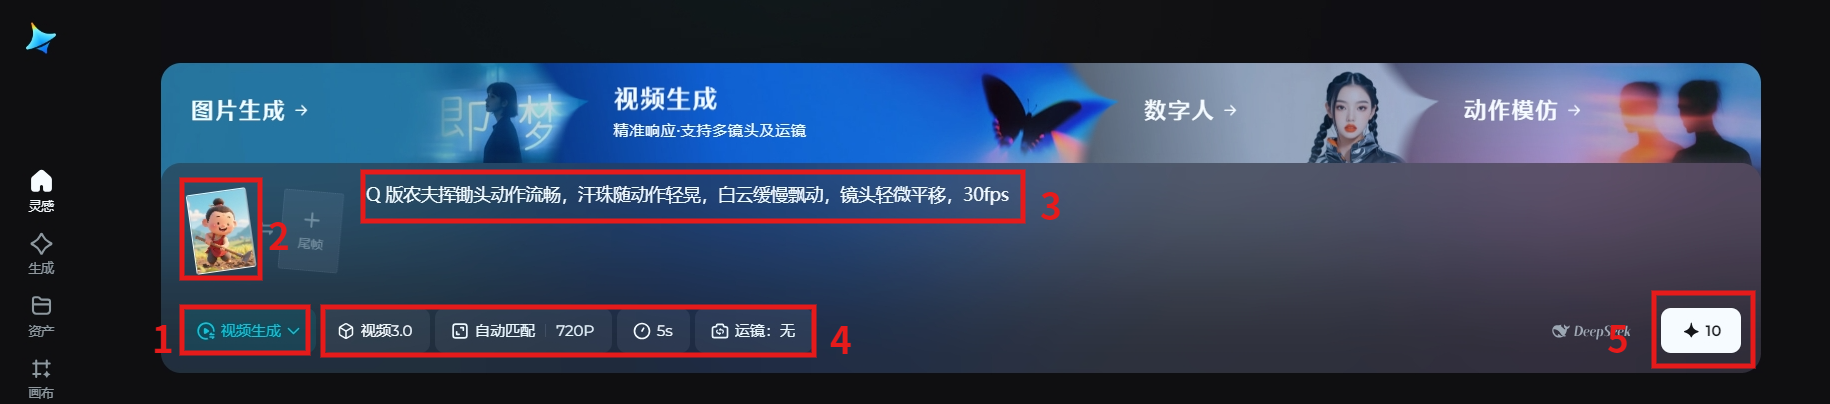 图片生成 →
即梦
视频生成
精准响应·支持多镜头及运镜
数字人 →
动作模仿 →
灵感
生成
资产
画布
2
尾帧
Q 版农夫挥锄头动作流畅，汗珠随动作轻晃，白云缓慢飘动，镜头轻微平移，30fps
3
1
视频生成
视频3.0
自动匹配 720P
5s
运镜：无
4
DeepSeek
5
10